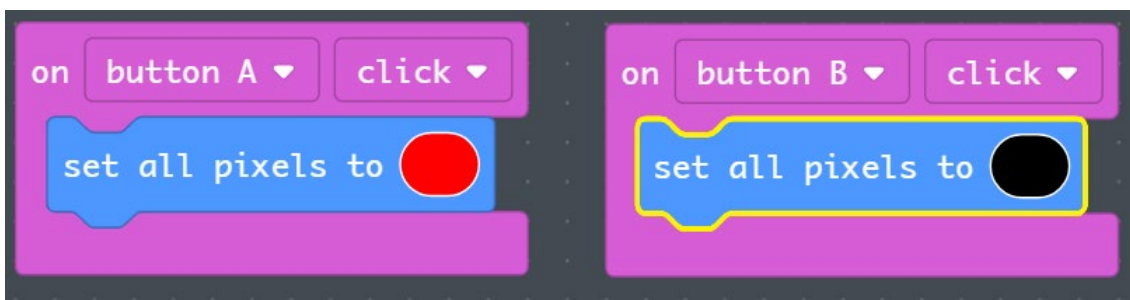 on button A click
set all pixels to
on button B click
set all pixels to